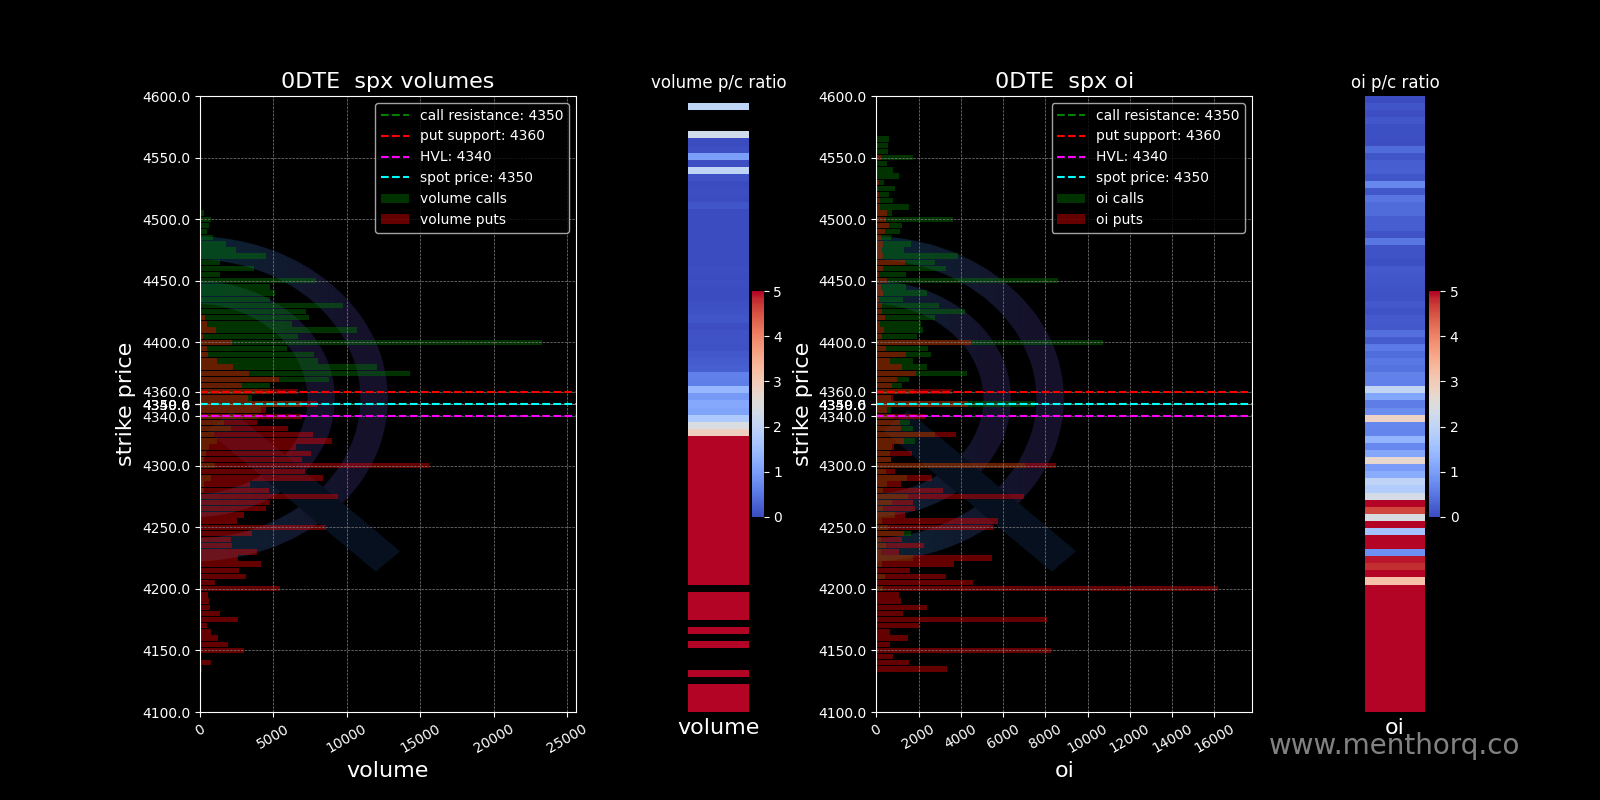 0DTE  spx volumes
volume p/c ratio
0DTE  spx oi
oi p/c ratio
call resistance: 4350
put support: 4360
HVL: 4340
spot price: 4350
volume calls
volume puts
call resistance: 4350
put support: 4360
HVL: 4340
spot price: 4350
oi calls
oi puts
strike price
4600.0
4550.0
4500.0
4450.0
4400.0
4360.0
4340.0
4300.0
4250.0
4200.0
4150.0
4100.0
0
5000
10000
15000
20000
25000
volume
5
4
3
2
1
0
volume
strike price
4600.0
4550.0
4500.0
4450.0
4400.0
4360.0
4340.0
4300.0
4250.0
4200.0
4150.0
4100.0
0
2000
4000
6000
8000
10000
12000
14000
16000
oi
5
4
3
2
1
0
oi
www.menthorq.co